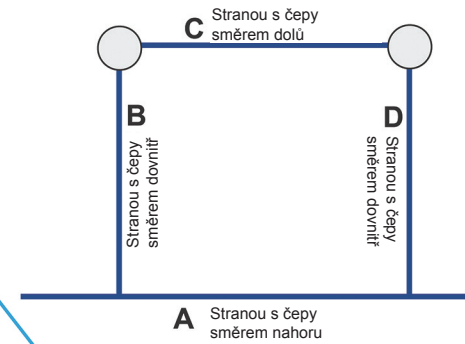 C Stranou s čepy
směrem dolů
B
Stranou s čepy
směrem dovnitř
D
Stranou s čepy
směrem dovnitř
A Stranou s čepy
směrem nahoru